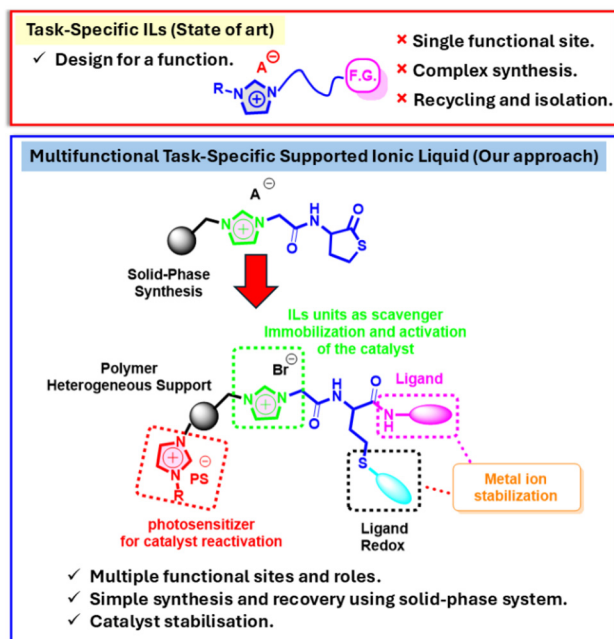 Task-Specific ILs (State of art)
✓ Design for a function.
A⊖
R N N F.G.
× Single functional site.
× Complex synthesis.
× Recycling and isolation.
Multifunctional Task-Specific Supported Ionic Liquid (Our approach)
A⊖
N N O H N O S
Solid-Phase
Synthesis
ILs units as scavenger
Immobilization and activation
of the catalyst
Polymer
Heterogeneous Support
Br⊖
N N O H N O N H S
Ligand
N N R PS⊖
Metal ion
stabilization
photosensitizer
for catalyst reactivation
Ligand
Redox
✓ Multiple functional sites and roles.
✓ Simple synthesis and recovery using solid-phase system.
✓ Catalyst stabilisation.